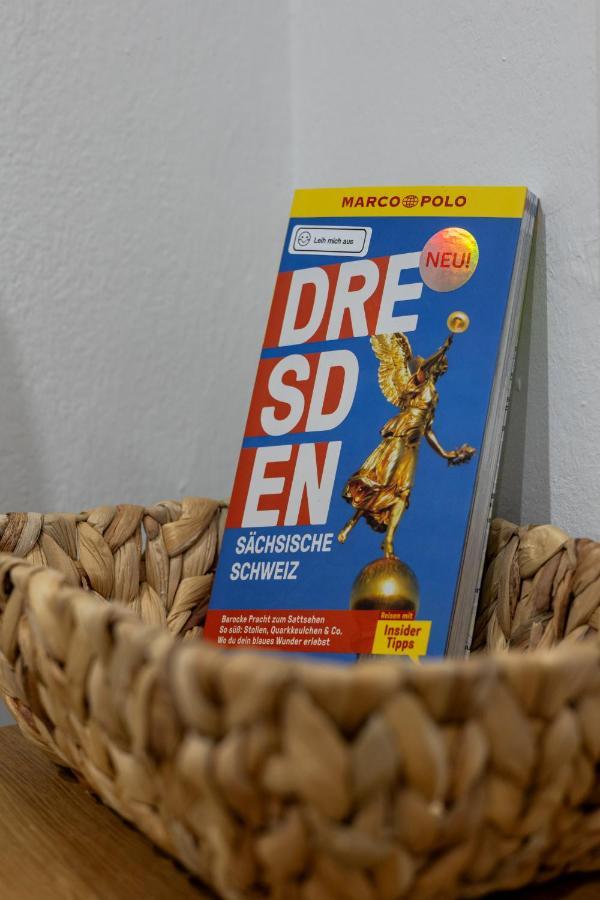 MARCO POLO
Leih mich aus
NEU!
DRE
SD
EN
SÄCHSISCHE
SCHWEIZ
Barocke Pracht zum Sattsehen
So süß: Stollen, Quarkkeulchen & Co.
Wo du dein blaues Wunder erlebst
Reisen mit
Insider
Tipps